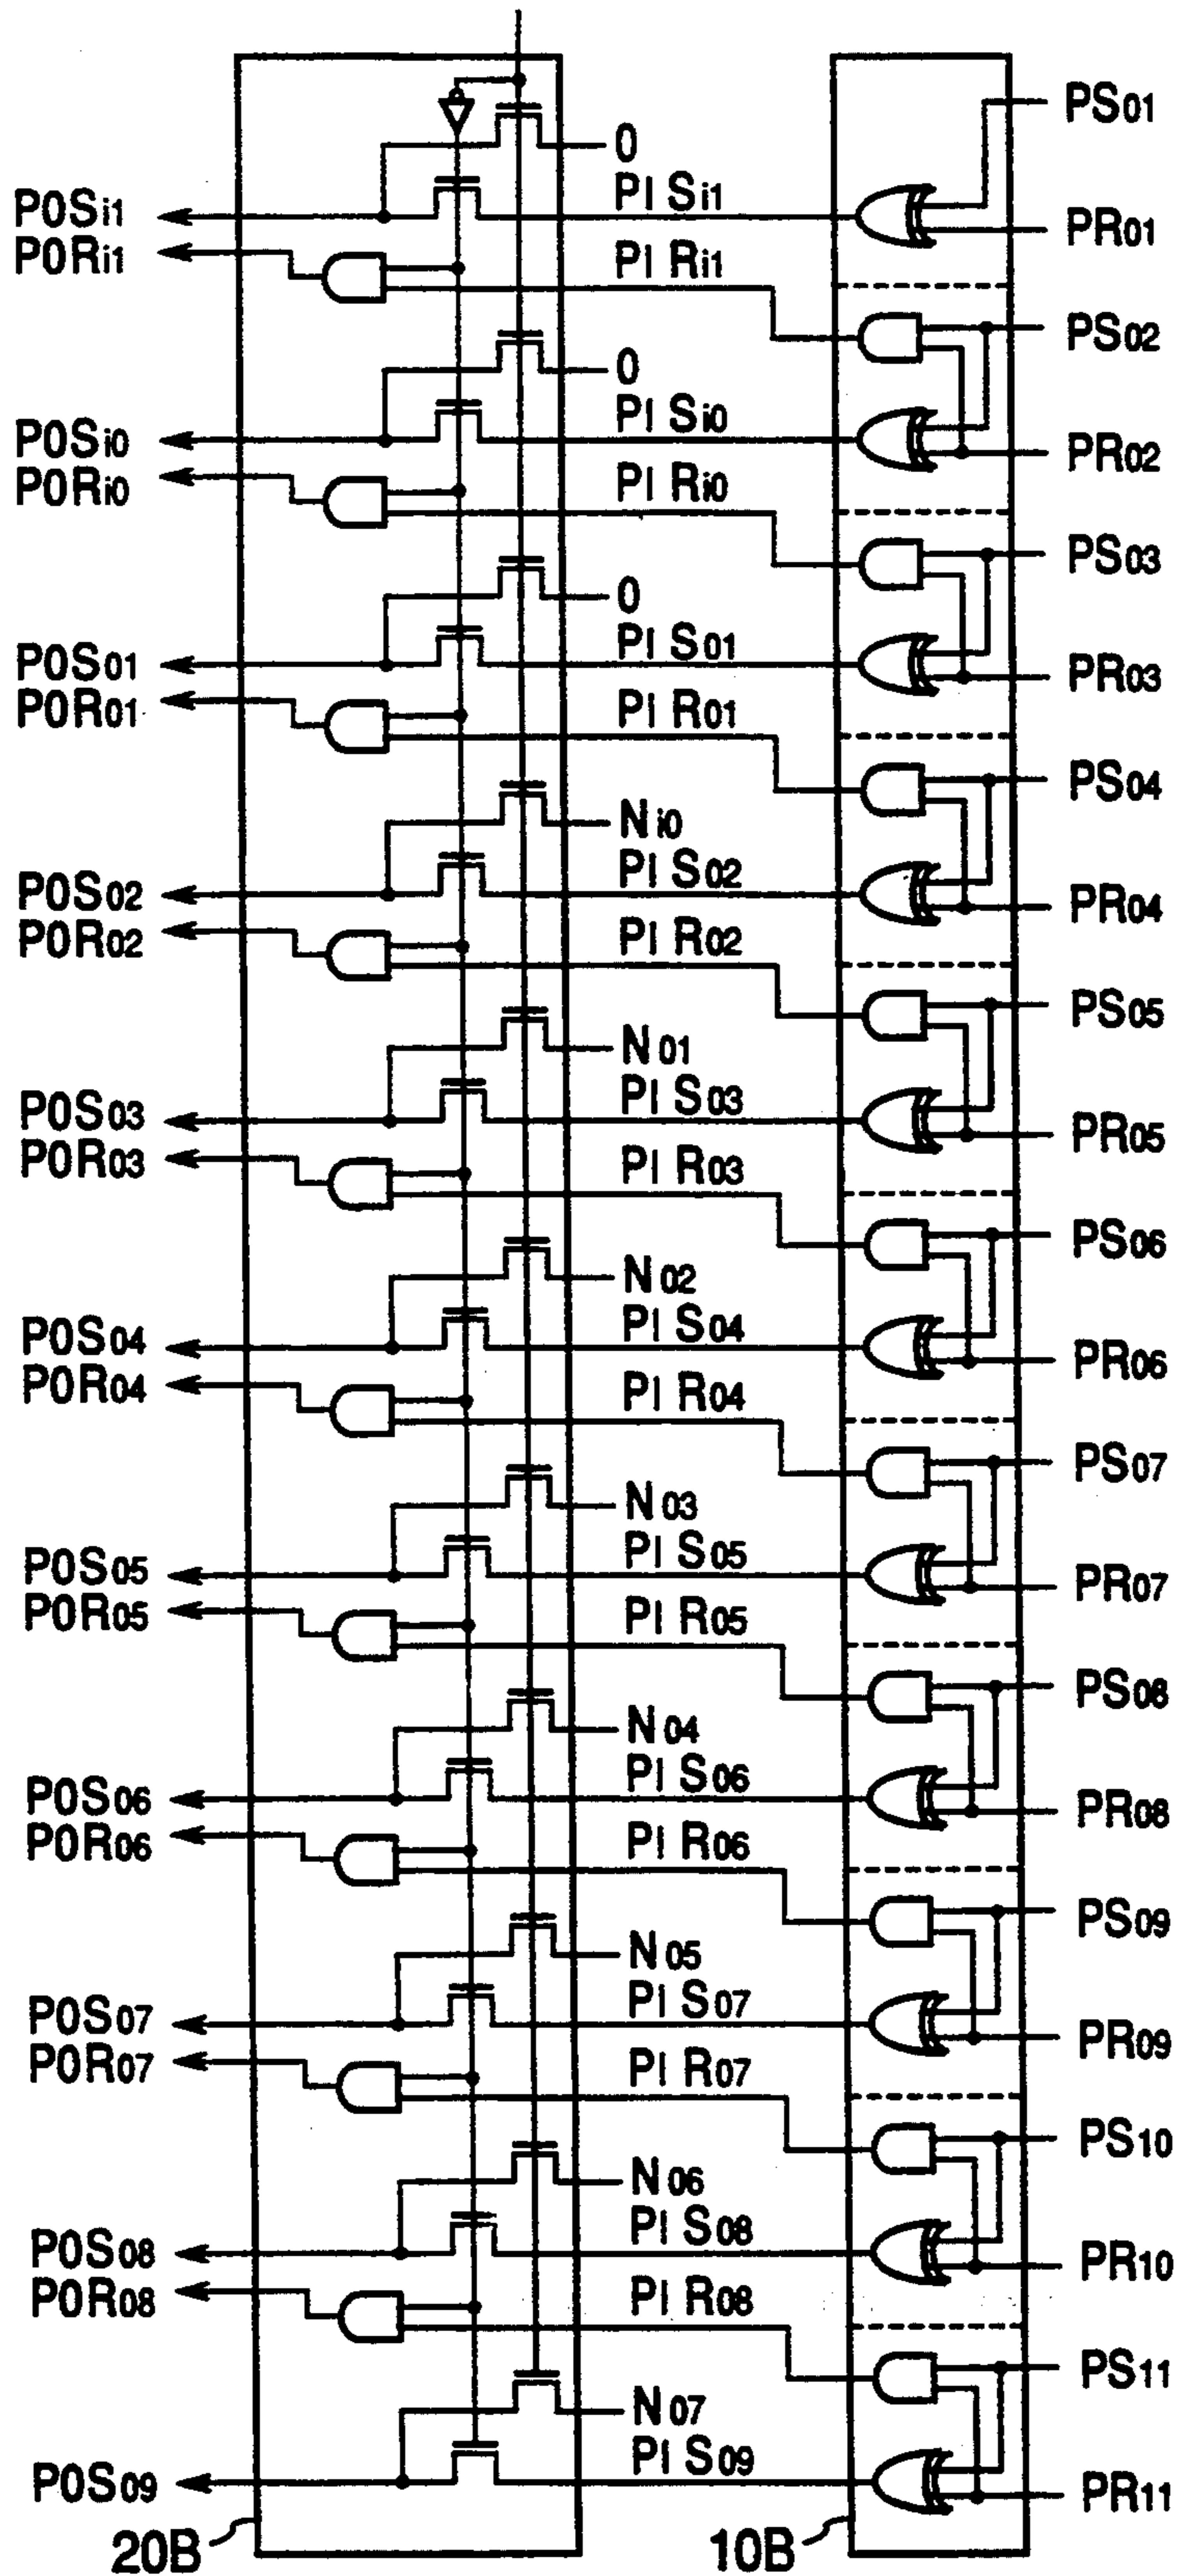 PS01
0
PI Si1
POSi1
PR01
PORi1
PI Ri1
PS02
0
PI Si0
POSi0
PR02
PORi0
PI Ri0
PS03
0
PI S01
POS01
PR03
POR01
PI R01
PS04
Ni0
PI S02
POS02
PR04
POR02
PI R02
PS05
N01
PI S03
POS03
PR05
POR03
PI R03
PS06
N02
PI S04
POS04
PR06
POR04
PI R04
PS07
N03
PI S05
POS05
PR07
POR05
PI R05
PS08
N04
PI S06
POS06
PR08
POR06
PI R06
PS09
N05
PI S07
POS07
PR09
POR07
PI R07
PS10
N06
PI S08
POS08
PR10
POR08
PI R08
PS11
N07
PI S09
POS09
PR11
20B
10B